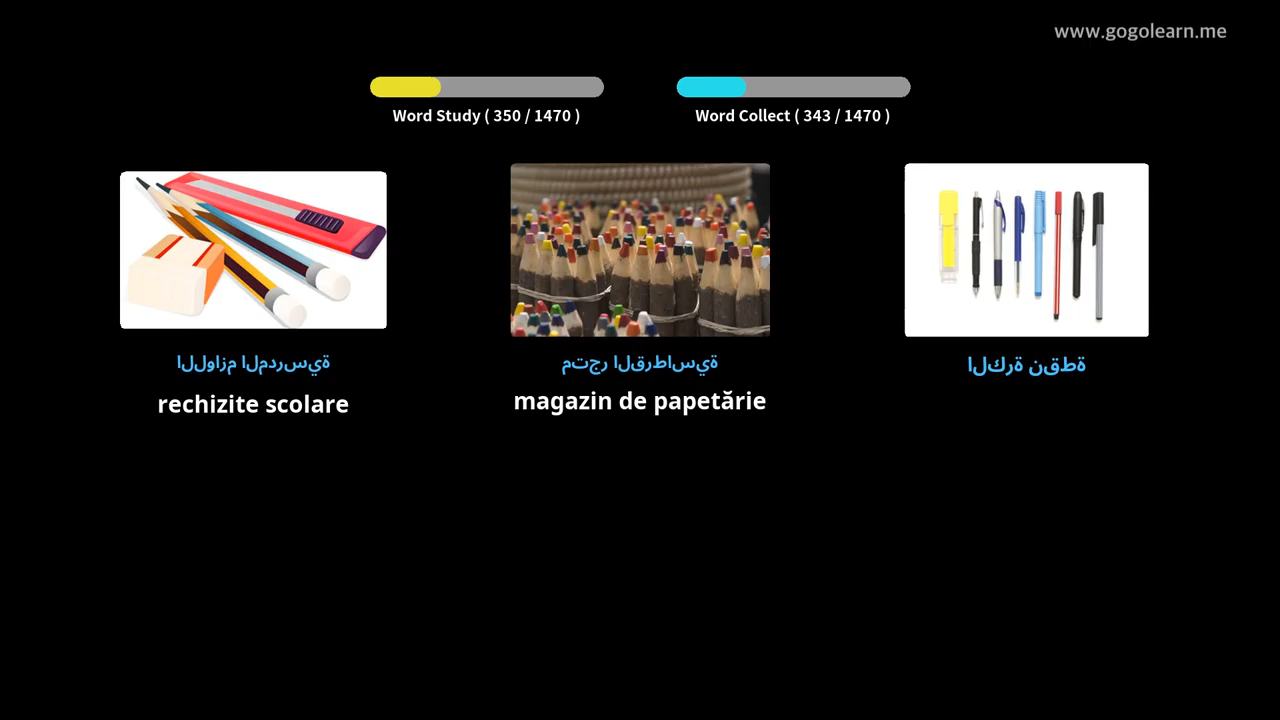 www.gogolearn.me
Word Study ( 350 / 1470 )
Word Collect ( 343 / 1470 )
اللوازم المدرسية
rechizite scolare
متجر القرطاسية
magazin de papetărie
الكرة نقطة